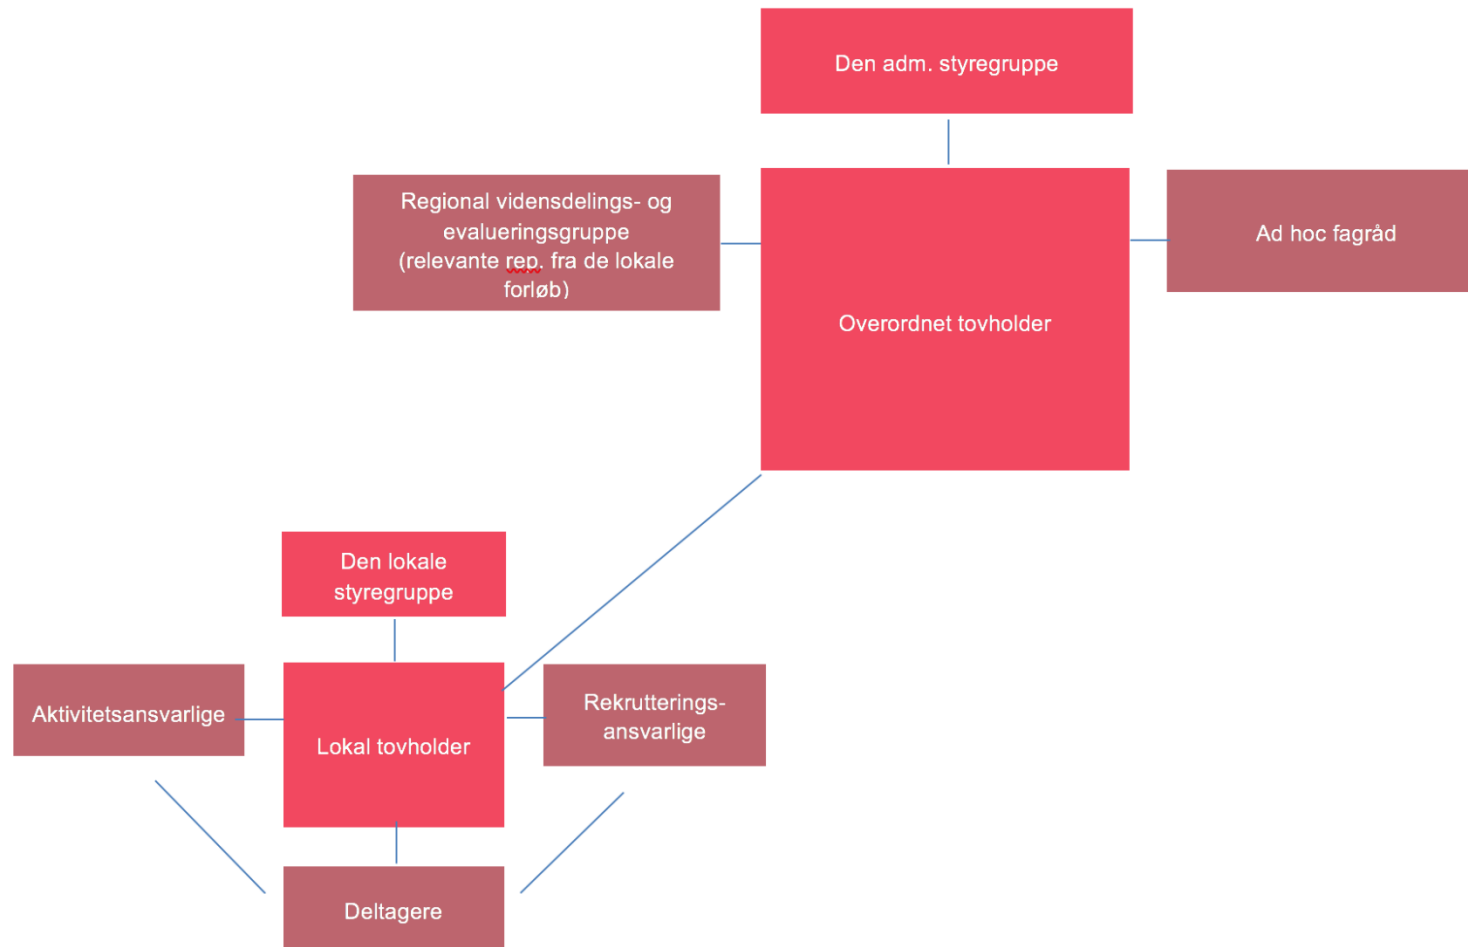 Den adm. styregruppe
Regional vidensdelings- og
evalueringsgruppe
(relevante rep. fra de lokale
forløb)
Ad hoc fagråd
Overordnet tovholder
Den lokale
styregruppe
Aktivitetsansvarlige
Lokal tovholder
Rekrutterings-
ansvarlige
Deltagere